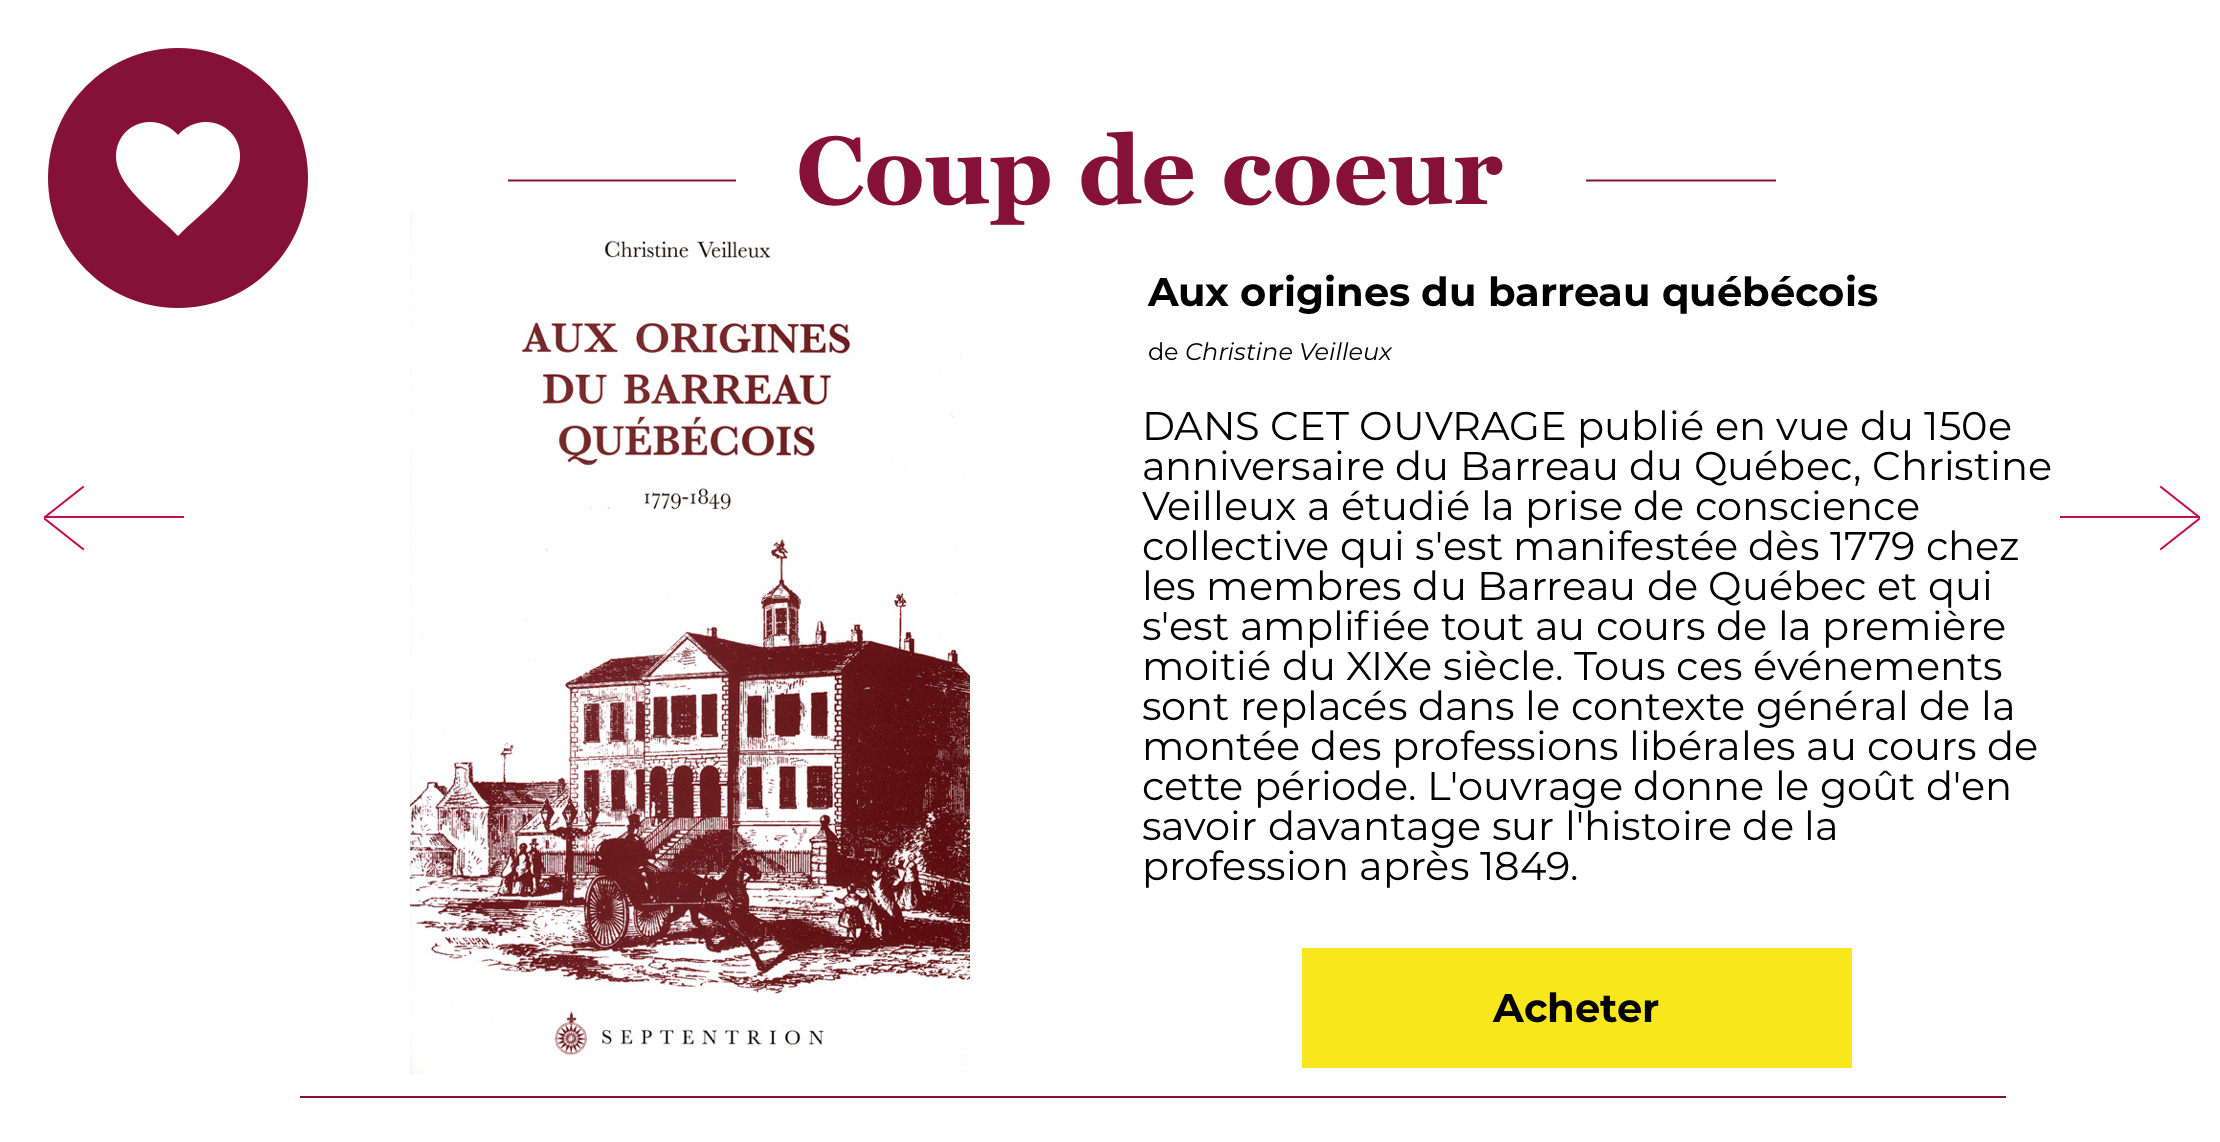 Coup de coeur
Christine Veilleux
AUX ORIGINES
DU BARREAU
QUÉBÉCOIS
1779-1849
KILBURN
SEPTENTRION
Aux origines du barreau québécois
de Christine Veilleux
DANS CET OUVRAGE publié en vue du 150e
anniversaire du Barreau du Québec, Christine
Veilleux a étudié la prise de conscience
collective qui s'est manifestée dès 1779 chez
les membres du Barreau de Québec et qui
s'est amplifiée tout au cours de la première
moitié du XIXe siècle. Tous ces événements
sont replacés dans le contexte général de la
montée des professions libérales au cours de
cette période. L'ouvrage donne le goût d'en
savoir davantage sur l'histoire de la
profession après 1849.
Acheter